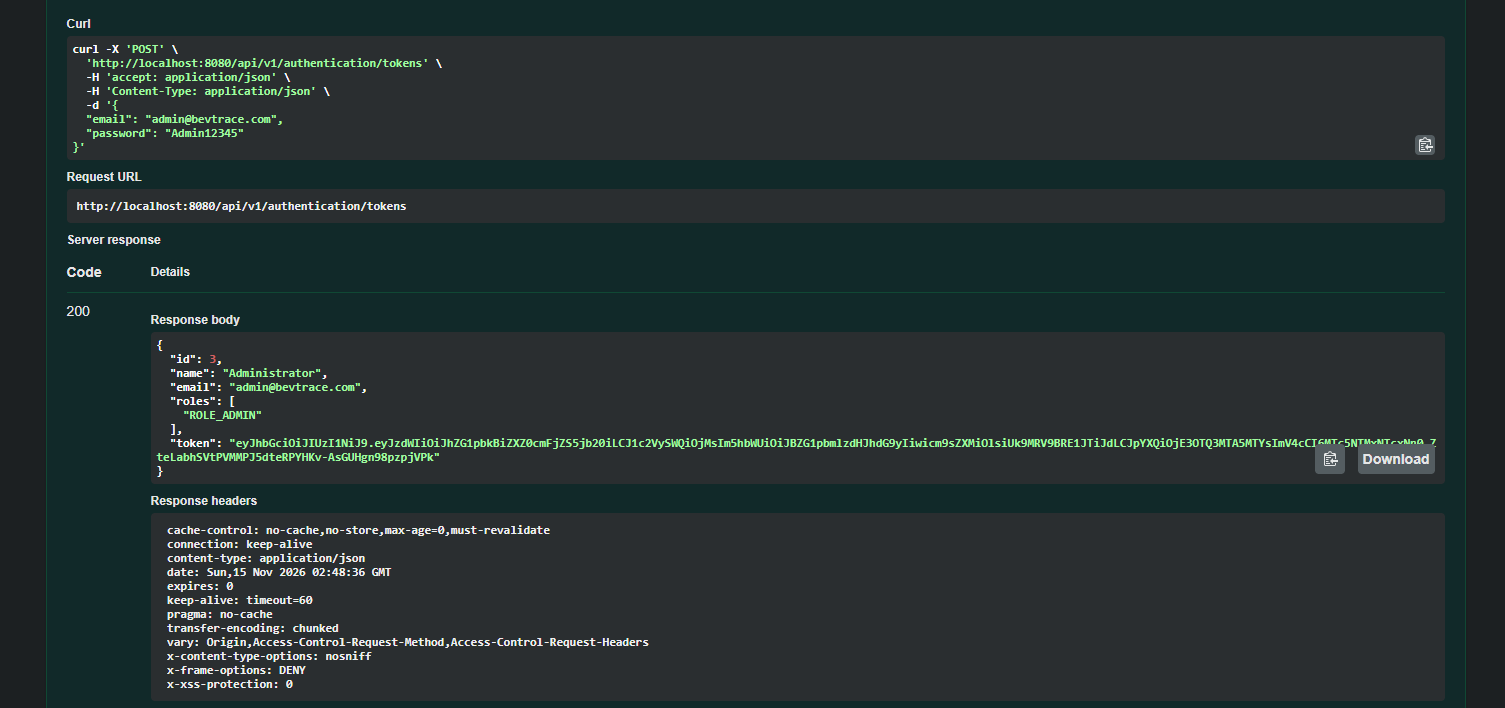 Curl
curl -X 'POST' \
'http://localhost:8080/api/v1/authentication/tokens' \
-H 'accept: application/json' \
-H 'Content-Type: application/json' \
-d '{
"email": "admin@bevtrace.com",
"password": "Admin12345"
}'
Request URL
http://localhost:8080/api/v1/authentication/tokens
Server response
Code Details
200
Response body
{
"id": 3,
"name": "Administrator",
"email": "admin@bevtrace.com",
"roles": [
"ROLE_ADMIN"
],
"token":
}
Download
Response headers
cache-control: no-cache,no-store,max-age=0,must-revalidate
connection: keep-alive
content-type: application/json
date: Sun,15 Nov 2026 02:48:36 GMT
expires: 0
keep-alive: timeout=60
pragma: no-cache
transfer-encoding: chunked
vary: Origin,Access-Control-Request-Method,Access-Control-Request-Headers
x-content-type-options: nosniff
x-frame-options: DENY
x-xss-protection: 0